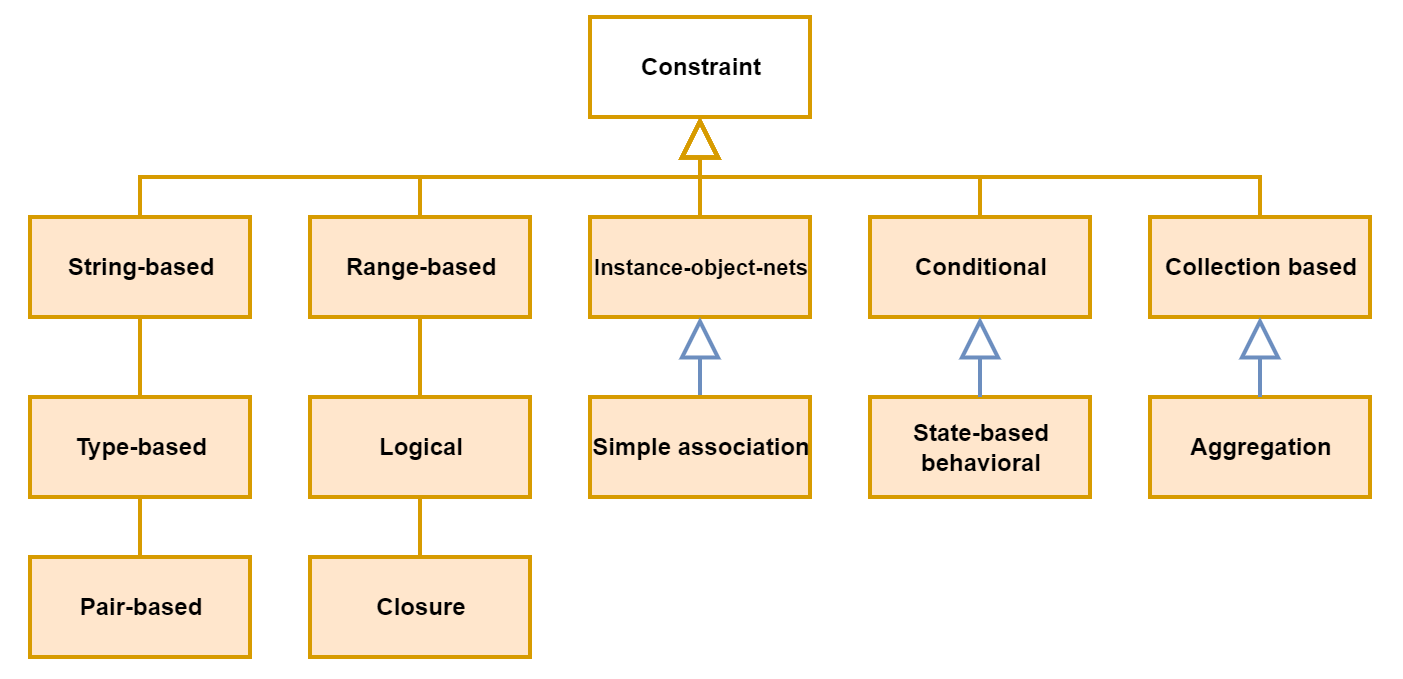 Constraint
String-based
Range-based
Instance-object-nets
Conditional
Collection based
Type-based
Logical
Simple association
State-based
behavioral
Aggregation
Pair-based
Closure